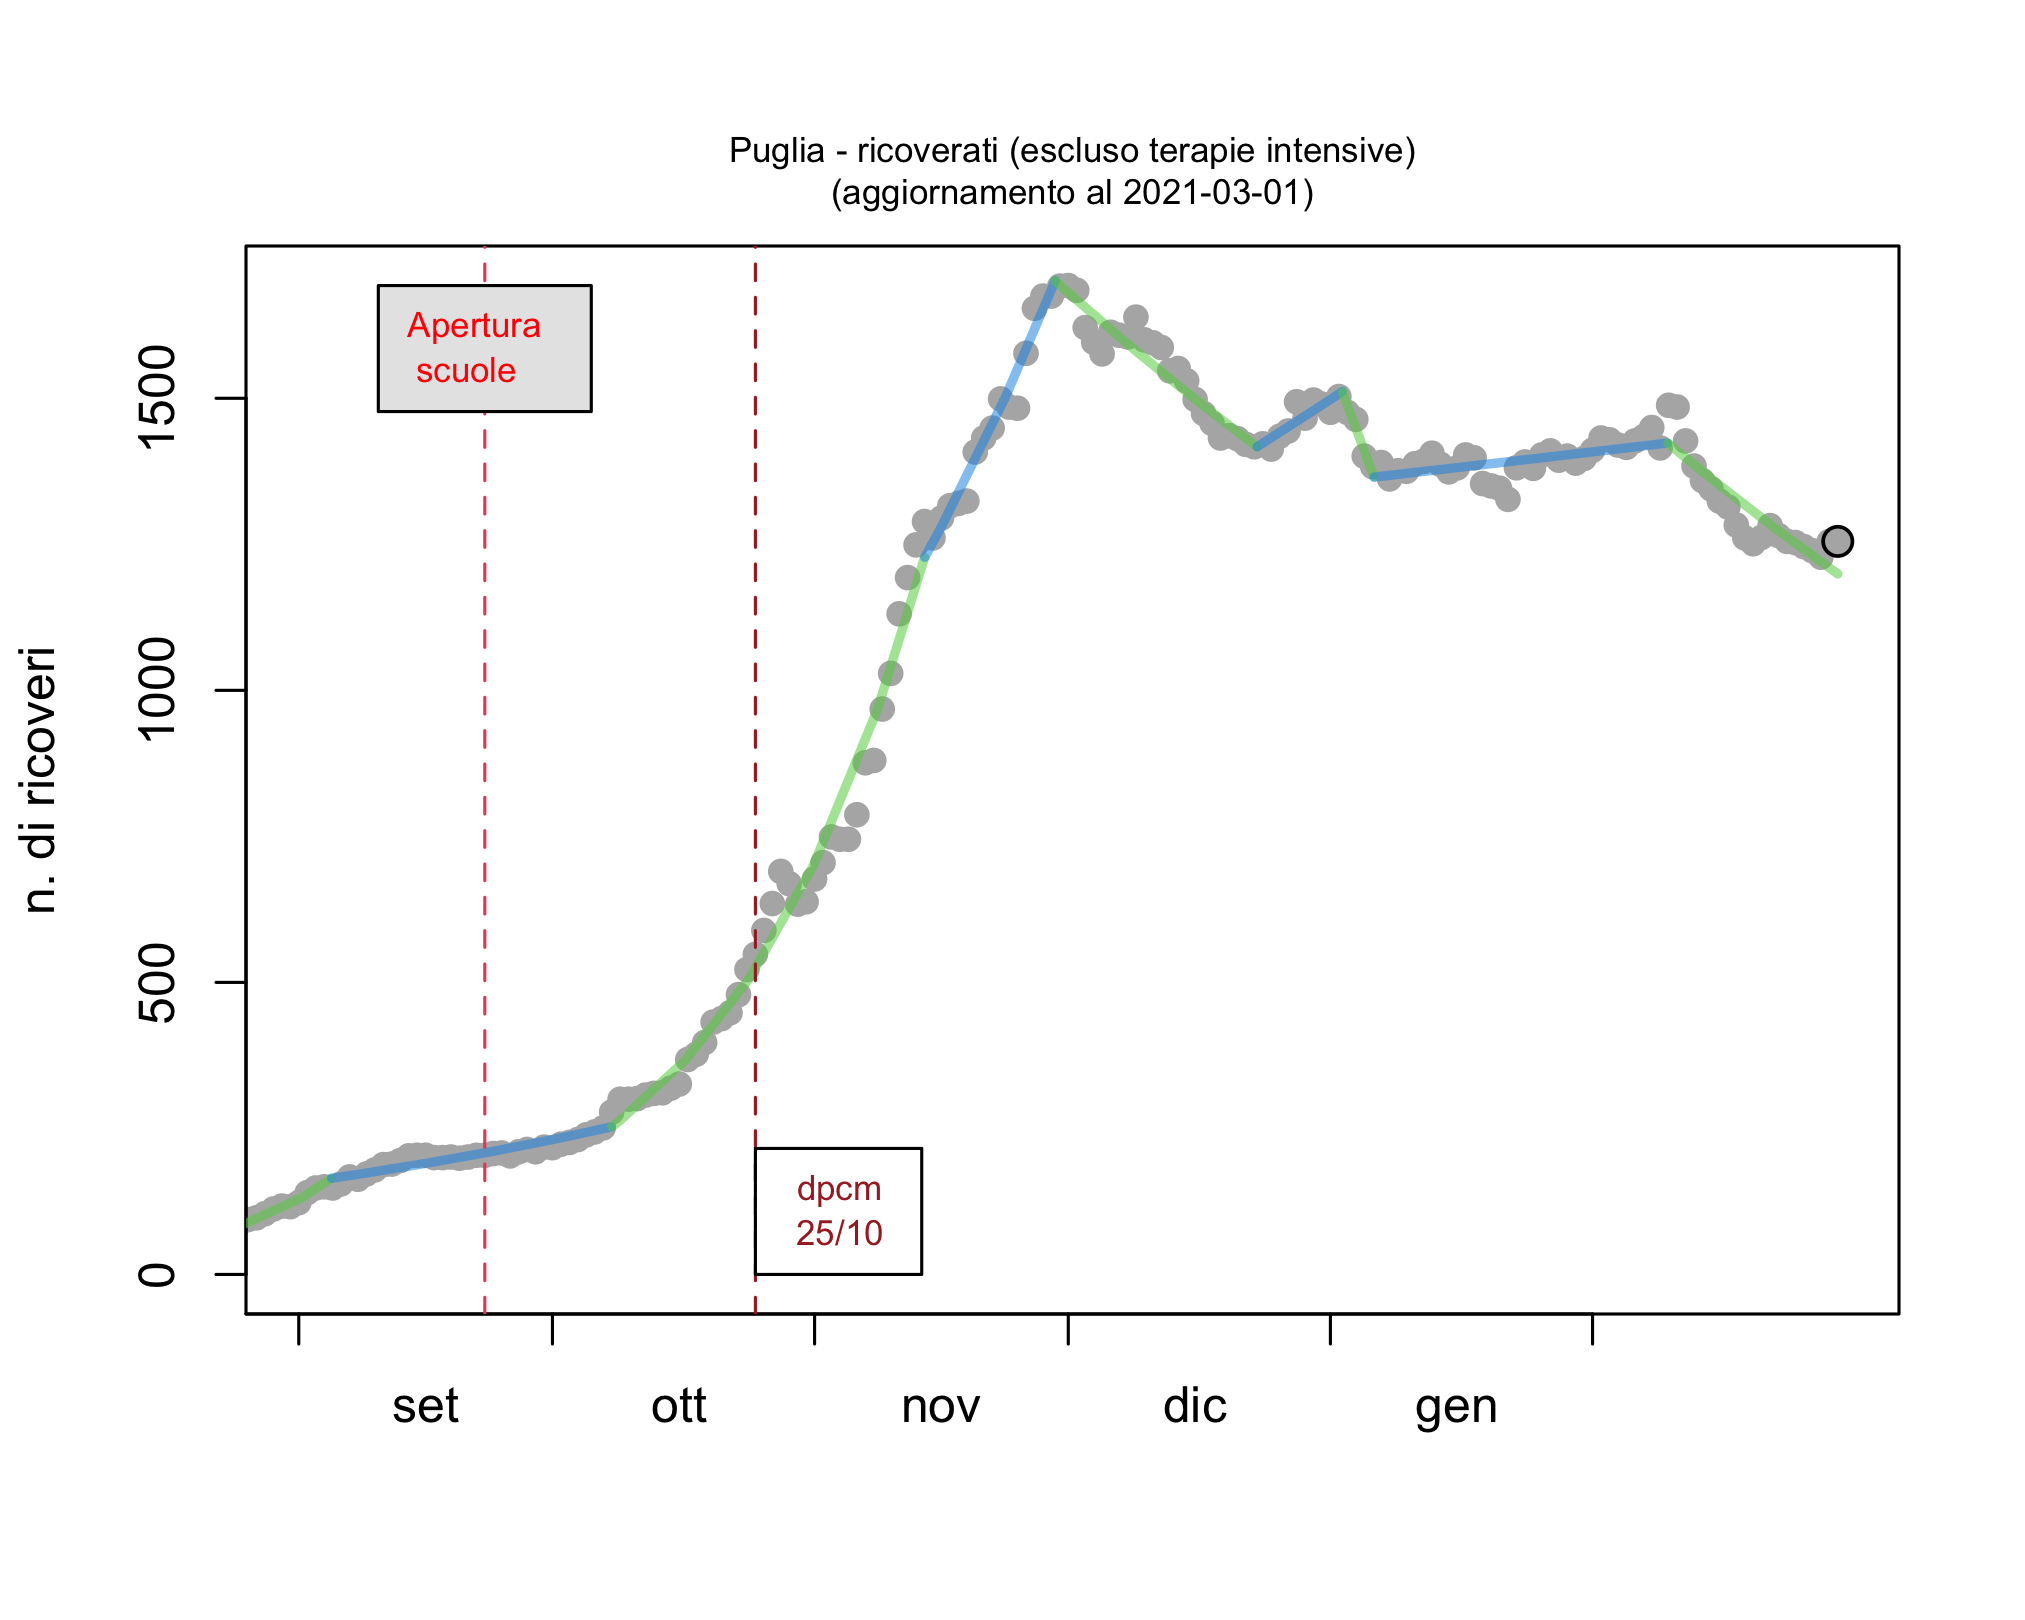 Puglia - ricoverati (escluso terapie intensive)
(aggiornamento al 2021-03-01)
n. di ricoveri
1500
1000
500
0
Apertura
scuole
dpcm
25/10
set
ott
nov
dic
gen